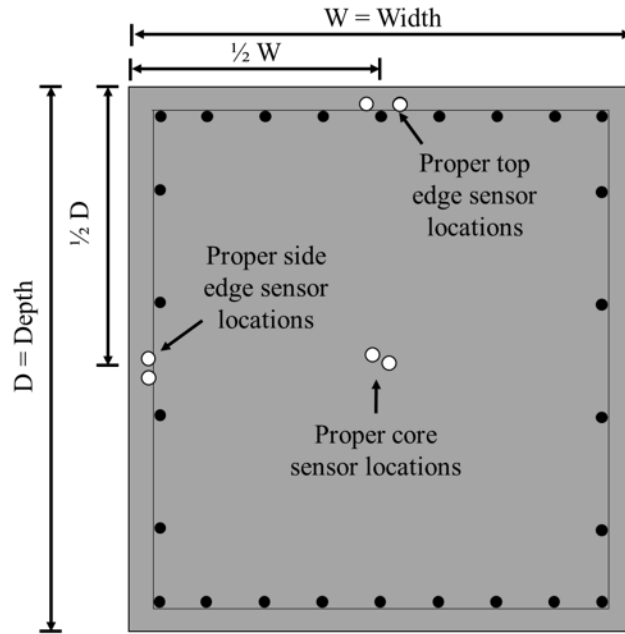 W = Width
½ W
Proper top
edge sensor
locations
½ D
D = Depth
Proper side
edge sensor
locations
Proper core
sensor locations